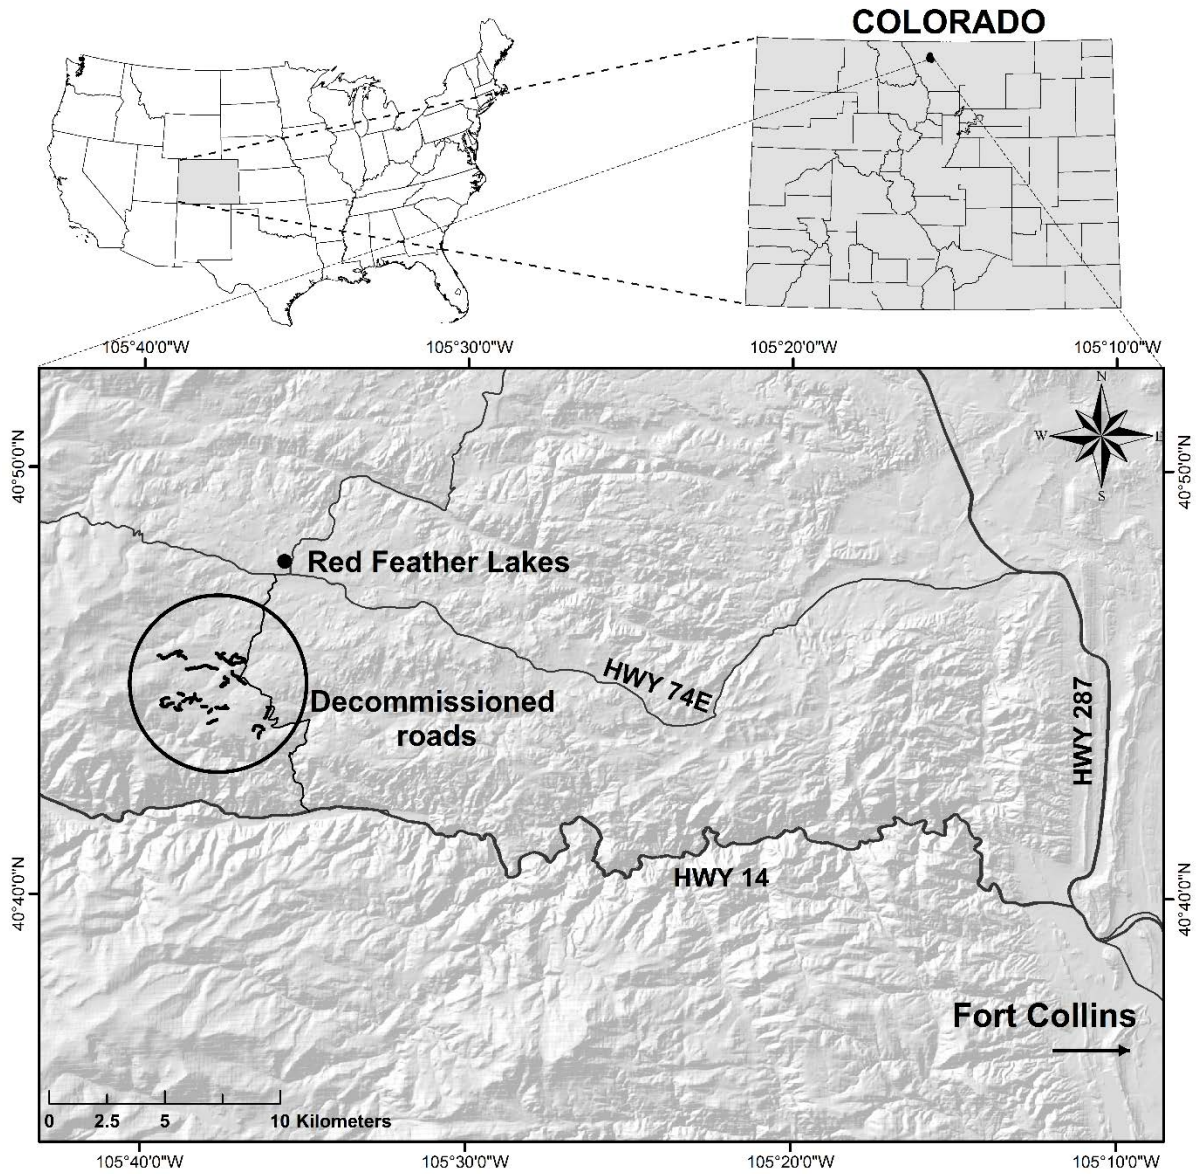 COLORADO
105°40'0"W
105°30'0"W
105°20'0"W
105°10'0"W
N
W
E
S
40°50'0"N
40°50'0"N
Red Feather Lakes
HWY 74E
Decommissioned
roads
HWY 287
HWY 14
40°40'0"N
40°40'0"N
Fort Collins
0 2.5 5 10 Kilometers
105°40'0"W
105°30'0"W
105°20'0"W
105°10'0"W